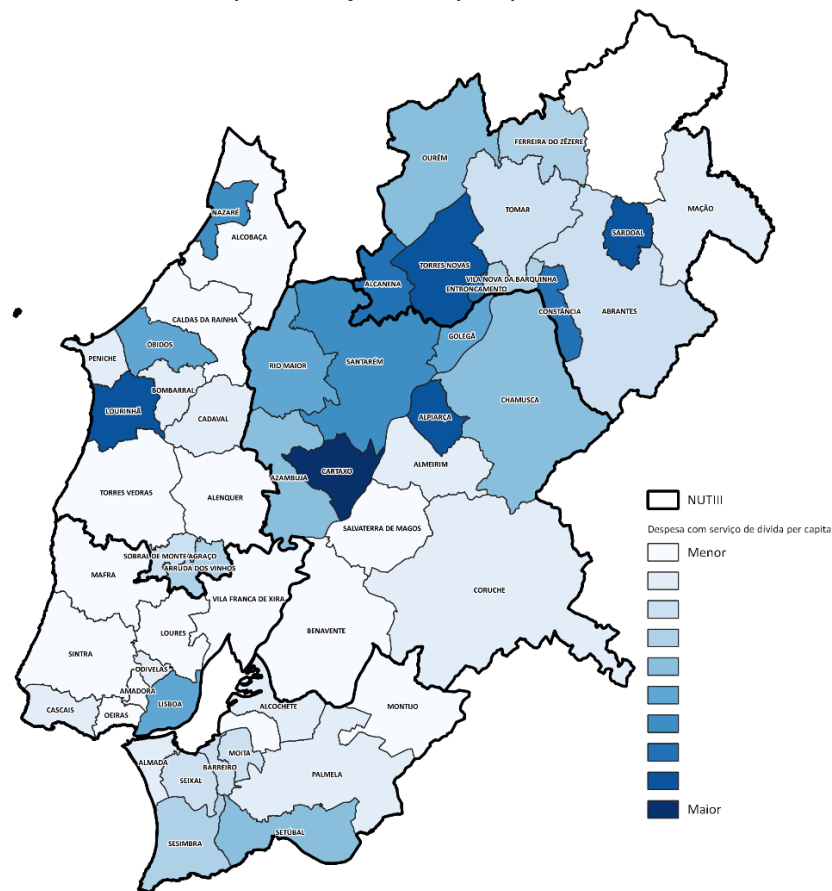 FERREIRA DO ZÊZERE
OURÉM
TOMAR
MAÇÃO
NAZARÉ
SARDOAL
ALCOBAÇA
TORRES NOVAS
VILA NOVA DA BARQUINHA
ALCANENA
ENTRONCAMENTO
CONSTÂNCIA
ABRANTES
CALDAS DA RAINHA
GOLEGÃ
ÓBIDOS
PENICHE
RIO MAIOR
SANTARÉM
BOMBARRAL
CHAMUSCA
LOURINHÃ
CADAVAL
ALPIARÇA
CARTAXO
ALMEIRIM
AZAMBUJA
TORRES VEDRAS
ALENQUER
NUTIII
SALVATERRA DE MAGOS
Despesa com serviço de dívida per capita
Menor
SOBRAL DE MONTE AGRAÇO
ARRUDA DOS VINHOS
MAFRA
CORUCHE
VILA FRANCA DE XIRA
LOURES
BENAVENTE
SINTRA
ODIVELAS
AMADORA
LISBOA
CASCAIS
OEIRAS
ALCOCHETE
MONTIJO
MOITA
ALMADA
BARREIRO
SEIXAL
PALMELA
Maior
SETÚBAL
SESIMBRA